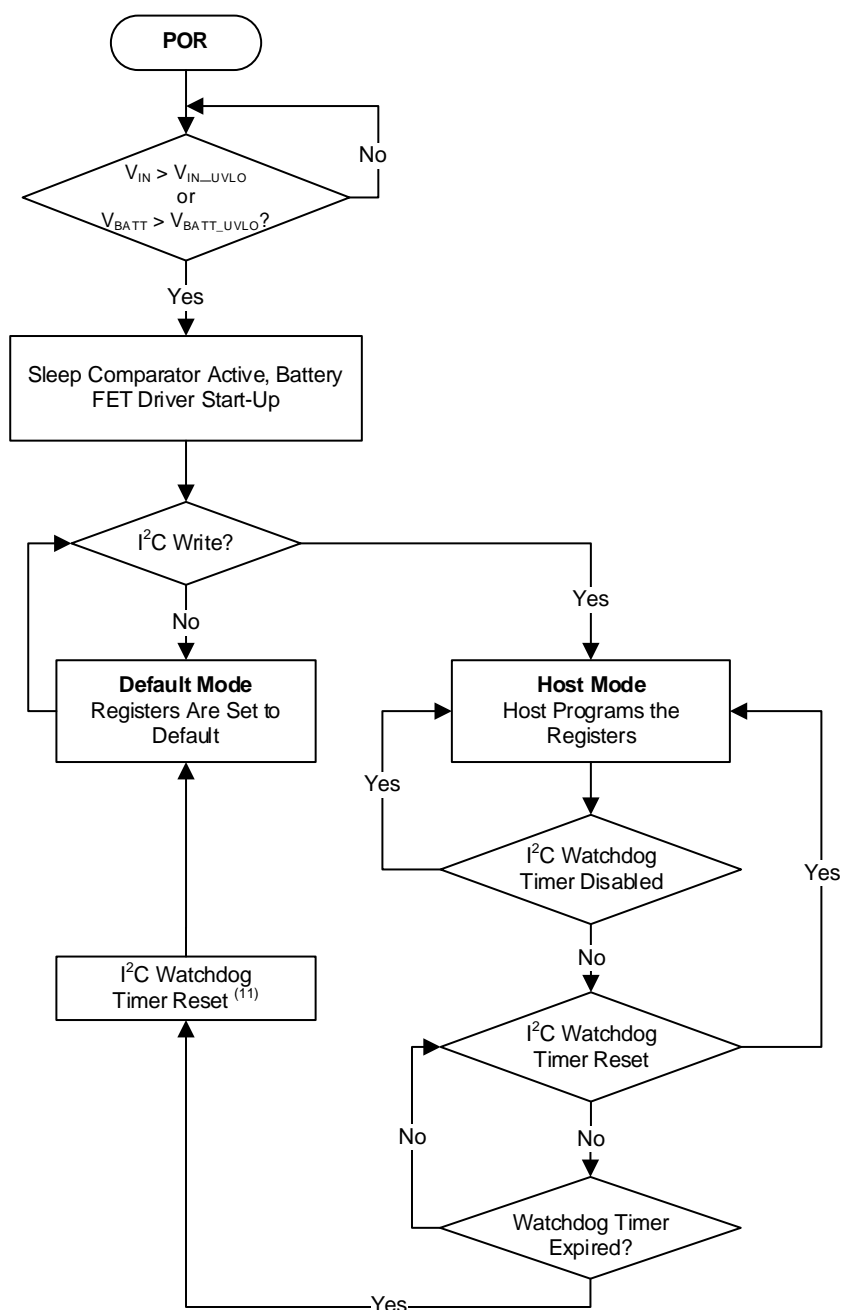 POR
No
V_IN > V_IN_UVLO
or
V_BATT > V_BATT_UVLO?
Yes
Sleep Comparator Active, Battery
FET Driver Start-Up
I²C Write?
No
Yes
Default Mode
Registers Are Set to
Default
Host Mode
Host Programs the
Registers
Yes
I²C Watchdog
Timer Disabled
Yes
No
I²C Watchdog
Timer Reset (11)
I²C Watchdog
Timer Reset
No
No
Watchdog Timer
Expired?
Yes